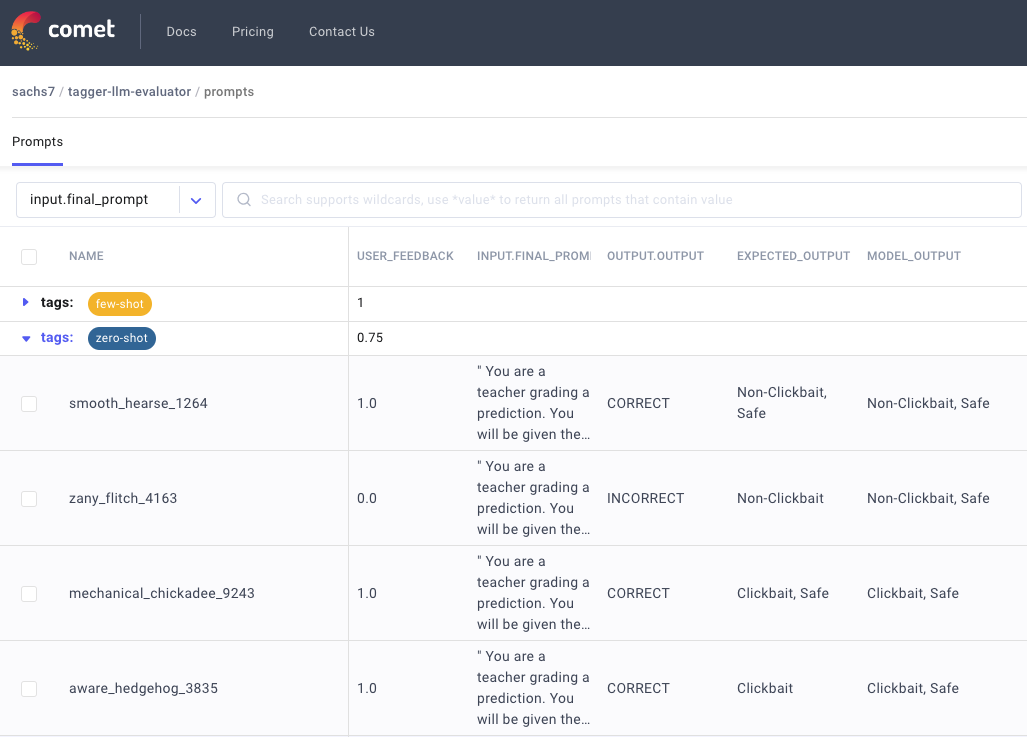 comet Docs Pricing Contact Us
sachs7 / tagger-llm-evaluator / prompts
Prompts
input.final_prompt Search supports wildcards, use *value* to return all prompts that contain value
NAME USER_FEEDBACK INPUT.FINAL_PROM OUTPUT.OUTPUT EXPECTED_OUTPUT MODEL_OUTPUT
tags: few-shot 1
tags: zero-shot 0.75
smooth_hearse_1264 1.0
" You are a
teacher grading a
prediction. You
will be given the...
CORRECT
Non-Clickbait,
Safe
Non-Clickbait, Safe
zany_flitch_4163 0.0
" You are a
teacher grading a
prediction. You
will be given the...
INCORRECT
Non-Clickbait
Non-Clickbait, Safe
mechanical_chickadee_9243 1.0
" You are a
teacher grading a
prediction. You
will be given the...
CORRECT
Clickbait, Safe
Clickbait, Safe
aware_hedgehog_3835 1.0
" You are a
teacher grading a
prediction. You
will be given the...
CORRECT
Clickbait
Clickbait, Safe